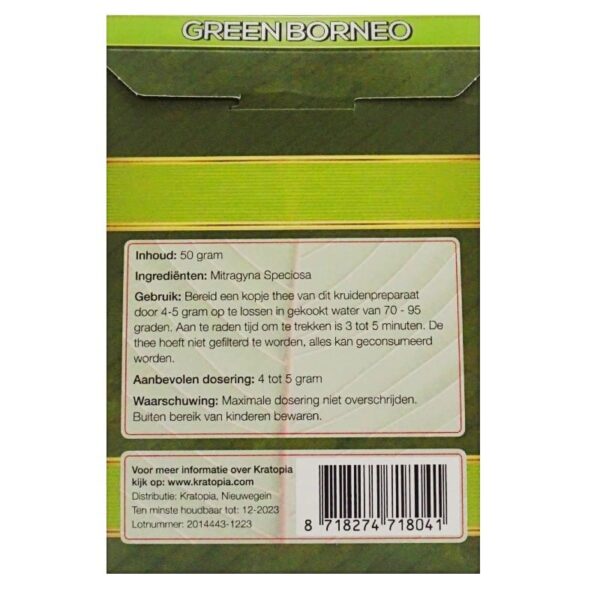 GREEN BORNEO
Inhoud: 50 gram
Ingrediënten: Mitragyna Speciosa
Gebruik: Bereid een kopje thee van dit kruidenpreparaat
door 4-5 gram op te lossen in gekookt water van 70 - 95
graden. Aan te raden tijd om te trekken is 3 tot 5 minuten. De
thee hoeft niet gefilterd te worden, alles kan geconsumeerd
worden.
Aanbevolen dosering: 4 tot 5 gram
Waarschuwing: Maximale dosering niet overschrijden.
Buiten bereik van kinderen bewaren.
Voor meer informatie over Kratopia
kijk op: www.kratopia.com
Distributie: Kratopia, Nieuwegein
Ten minste houdbaar tot: 12-2023
Lotnummer: 2014443-1223
8 718274 718041